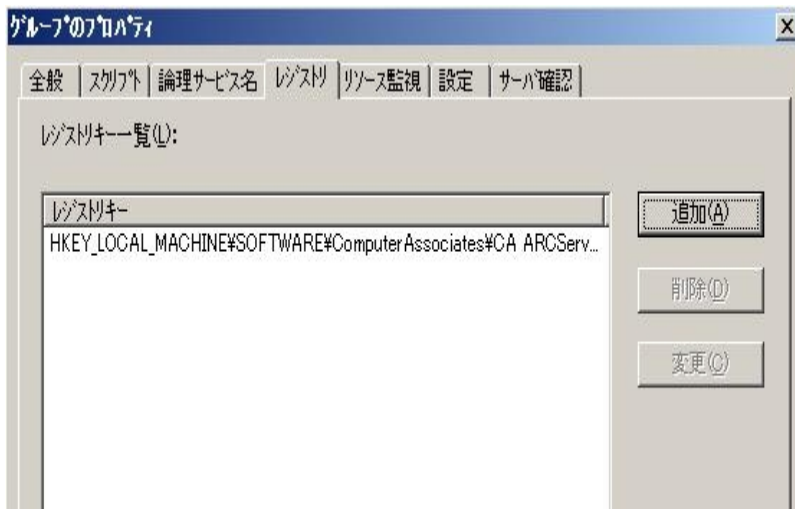 ｸﾞﾙｰﾌﾟのﾌﾟﾛﾊﾟﾃｨ
全般 ｽｸﾘﾌﾟﾄ 論理ｻｰﾋﾞｽ名 ﾚｼﾞｽﾄﾘ ﾘｿｰｽ監視 設定 ｻｰﾊﾞ確認
ﾚｼﾞｽﾄﾘｷｰ一覧(L):
ﾚｼﾞｽﾄﾘｷｰ
HKEY_LOCAL_MACHINE¥SOFTWARE¥ComputerAssociates¥CA ARCServ...
追加(A)
削除(D)
変更(C)